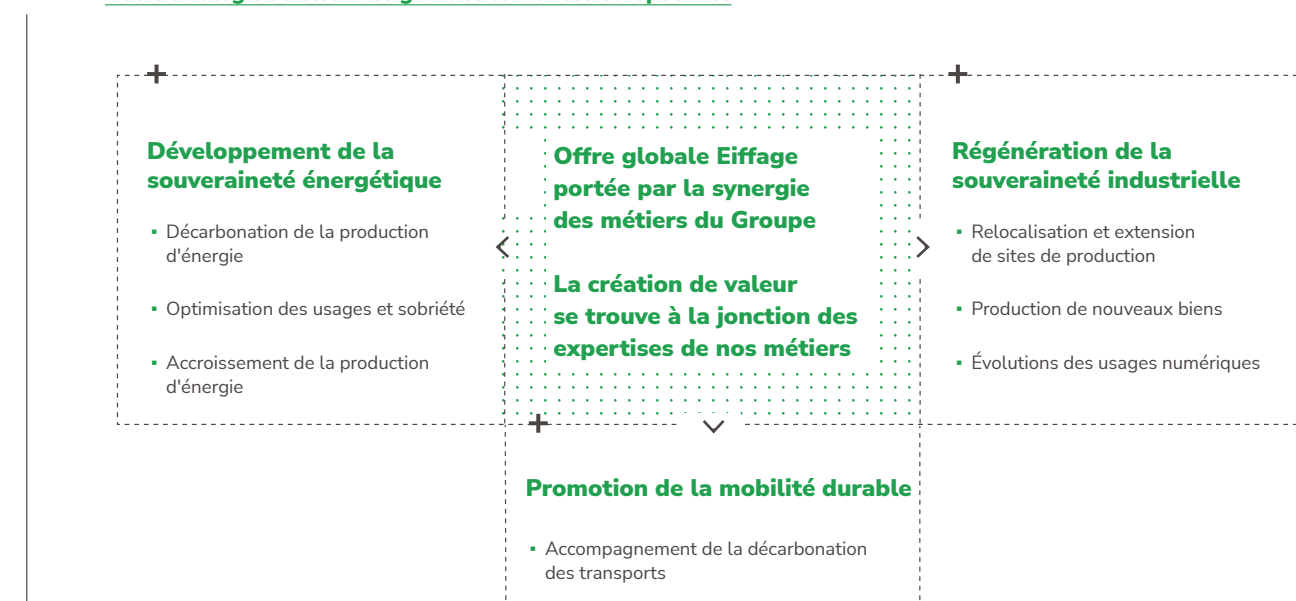 Développement de la
souveraineté énergétique
▪ Décarbonation de la production
d'énergie
▪ Optimisation des usages et sobriété
▪ Accroissement de la production
d'énergie
Offre globale Eiffage
portée par la synergie
des métiers du Groupe
La création de valeur
se trouve à la jonction des
expertises de nos métiers
Régénération de la
souveraineté industrielle
▪ Relocalisation et extension
de sites de production
▪ Production de nouveaux biens
▪ Évolutions des usages numériques
Promotion de la mobilité durable
▪ Accompagnement de la décarbonation
des transports